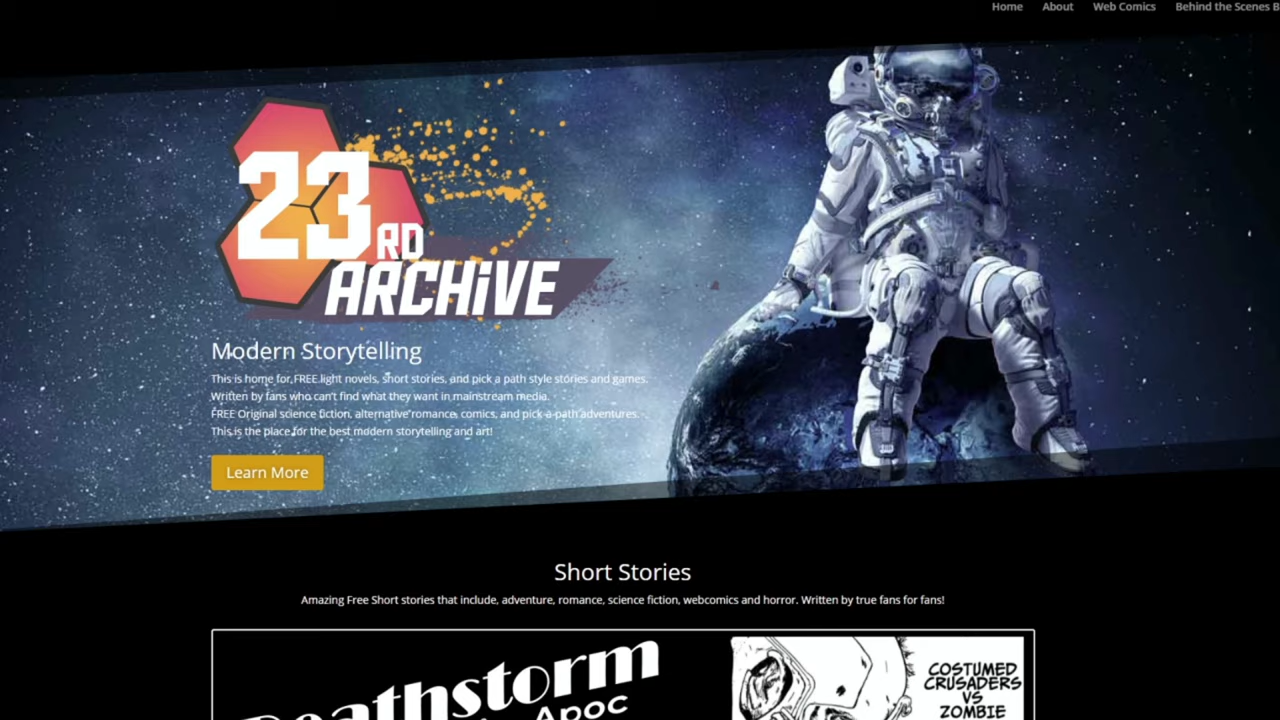 Home About Web Comics Behind the Scenes B
23RD
ARCHiVE
Modern Storytelling
This is home for FREE light novels, short stories, and pick a path style stories and games.
Written by fans who can't find what they want in mainstream media.
FREE Original science fiction, alternative romance, comics, and pick-a-path adventures.
This is the place for the best modern storytelling and art!
Learn More
Short Stories
Amazing Free Short stories that include, adventure, romance, science fiction, webcomics and horror. Written by true fans for fans!
Deathstorm
Apoc
COSTUMED
CRUSADERS
VS
ZOMBIE